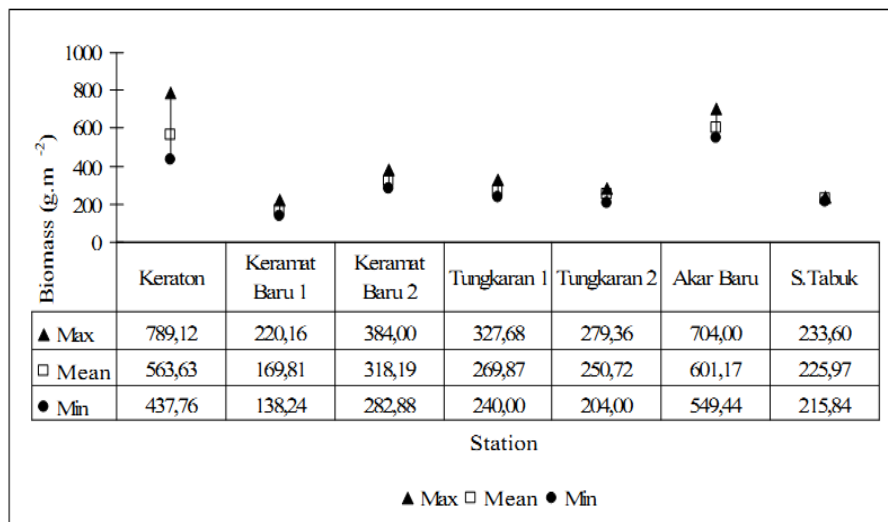 1000
800
600
400
200
0
Biomass (g.m -2)
Keraton Keramat Baru 1 Keramat Baru 2 Tungkaran 1 Tungkaran 2 Akar Baru S.Tabuk
▲ Max 789,12 220,16 384,00 327,68 279,36 704,00 233,60
□ Mean 563,63 169,81 318,19 269,87 250,72 601,17 225,97
● Min 437,76 138,24 282,88 240,00 204,00 549,44 215,84
Station
▲ Max □ Mean ● Min